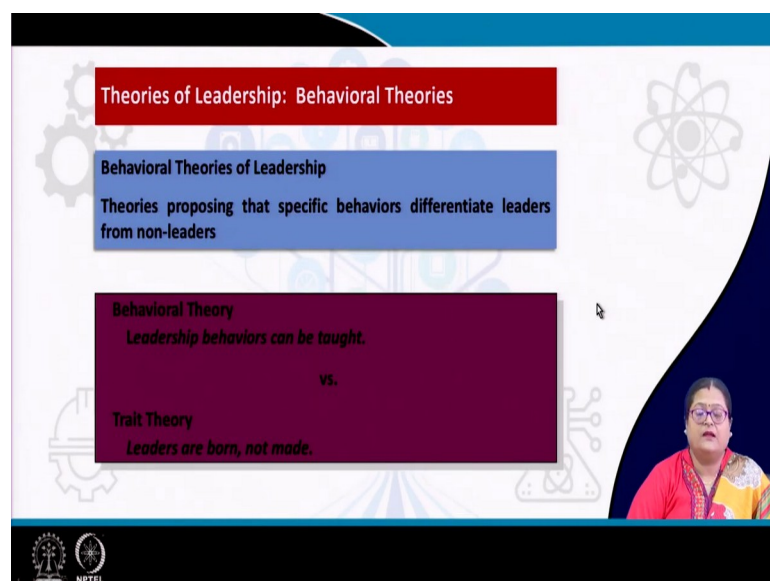 Theories of Leadership: Behavioral Theories
Behavioral Theories of Leadership
Theories proposing that specific behaviors differentiate leaders
from non-leaders
Behavioral Theory
Leadership behaviors can be taught.
vs.
Trait Theory
Leaders are born, not made.
NPTEL